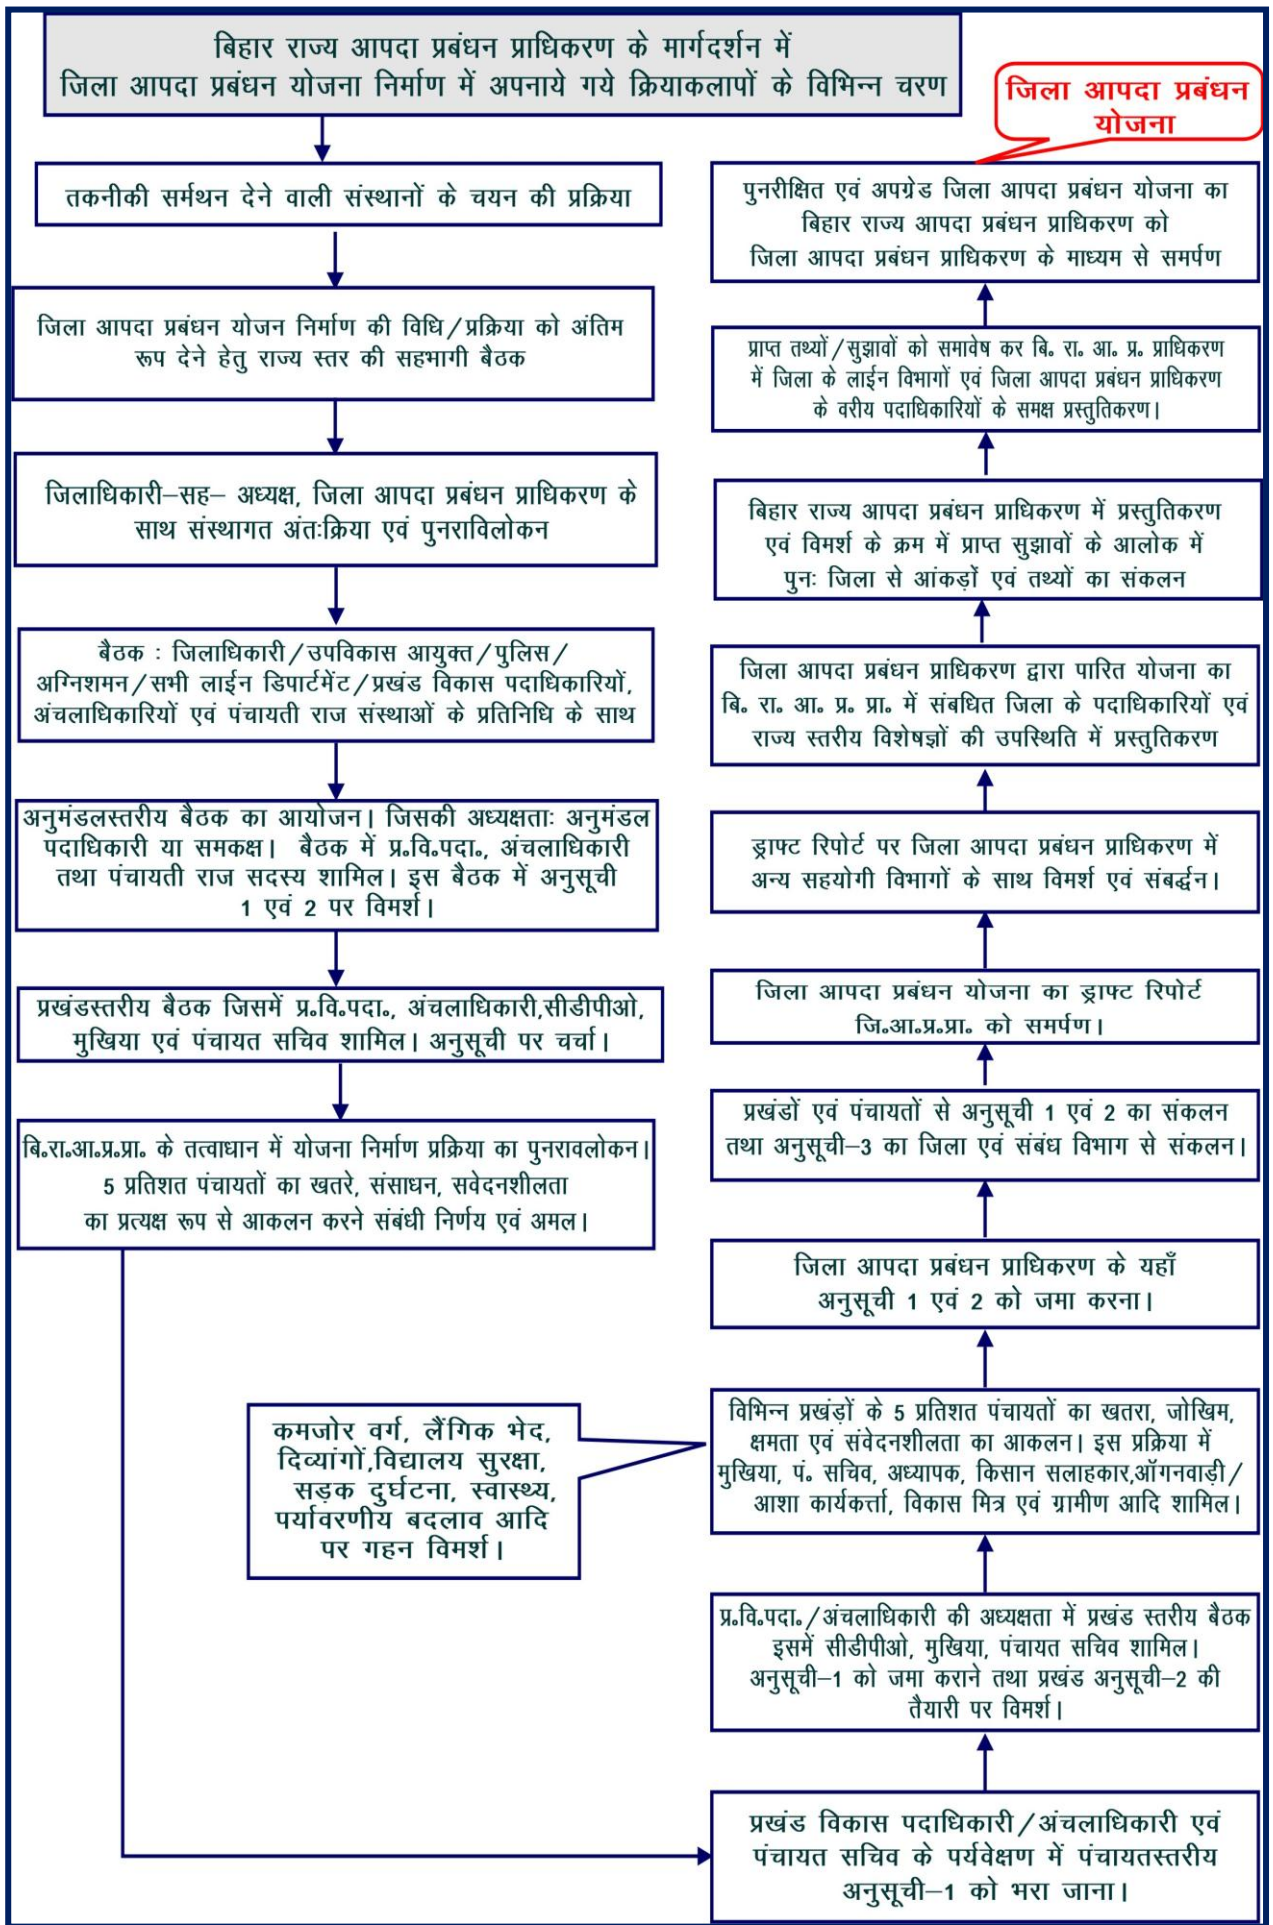 बिहार राज्य आपदा प्रबंधन प्राधिकरण के मार्गदर्शन में
जिला आपदा प्रबंधन योजना निर्माण में अपनाये गये क्रियाकलापों के विभिन्न चरण
तकनीकी सर्मथन देने वाली संस्थानों के चयन की प्रक्रिया
जिला आपदा प्रबंधन योजन निर्माण की विधि/प्रक्रिया को अंतिम
रूप देने हेतु राज्य स्तर की सहभागी बैठक
जिलाधिकारी–सह– अध्यक्ष, जिला आपदा प्रबंधन प्राधिकरण के
साथ संस्थागत अंतःक्रिया एवं पुनराविलोकन
बैठक : जिलाधिकारी/उपविकास आयुक्त/पुलिस/
अग्निशमन/सभी लाईन डिपार्टमेंट/प्रखंड विकास पदाधिकारियों,
अंचलाधिकारियों एवं पंचायती राज संस्थाओं के प्रतिनिधि के साथ
अनुमंडलस्तरीय बैठक का आयोजन। जिसकी अध्यक्षताः अनुमंडल
पदाधिकारी या समकक्ष। बैठक में प्र॰वि॰पदा॰, अंचलाधिकारी
तथा पंचायती राज सदस्य शामिल। इस बैठक में अनुसूची
1 एवं 2 पर विमर्श।
प्रखंडस्तरीय बैठक जिसमें प्र॰वि॰पदा॰, अंचलाधिकारी,सीडीपीओ,
मुखिया एवं पंचायत सचिव शामिल। अनुसूची पर चर्चा।
बि॰रा॰आ॰प्र॰प्रा॰ के तत्वाधान में योजना निर्माण प्रक्रिया का पुनरावलोकन।
5 प्रतिशत पंचायतों का खतरे, संसाधन, सवेदनशीलता
का प्रत्यक्ष रूप से आकलन करने संबंधी निर्णय एवं अमल।
कमजोर वर्ग, लैंगिक भेद,
दिव्यांगों,विद्यालय सुरक्षा,
सड़क दुर्घटना, स्वास्थ्य,
पर्यावरणीय बदलाव आदि
पर गहन विमर्श।
जिला आपदा प्रबंधन
योजना
पुनरीक्षित एवं अपग्रेड जिला आपदा प्रबंधन योजना का
बिहार राज्य आपदा प्रबंधन प्राधिकरण को
जिला आपदा प्रबंधन प्राधिकरण के माध्यम से समर्पण
प्राप्त तथ्यों/सुझावों को समावेष कर बि॰ रा॰ आ॰ प्र॰ प्राधिकरण
में जिला के लाईन विभागों एवं जिला आपदा प्रबंधन प्राधिकरण
के वरीय पदाधिकारियों के समक्ष प्रस्तुतिकरण।
बिहार राज्य आपदा प्रबंधन प्राधिकरण में प्रस्तुतिकरण
एवं विमर्श के क्रम में प्राप्त सुझावों के आलोक में
पुनः जिला से आंकड़ों एवं तथ्यों का संकलन
जिला आपदा प्रबंधन प्राधिकरण द्वारा पारित योजना का
बि॰ रा॰ आ॰ प्र॰ प्रा॰ में संबधित जिला के पदाधिकारियों एवं
राज्य स्तरीय विशेषज्ञों की उपस्थिति में प्रस्तुतिकरण
ड्राफ्ट रिपोर्ट पर जिला आपदा प्रबंधन प्राधिकरण में
अन्य सहयोगी विभागों के साथ विमर्श एवं संबर्द्धन।
जिला आपदा प्रबंधन योजना का ड्राफ्ट रिपोर्ट
जि॰आ॰प्र॰प्रा॰ को समर्पण।
प्रखंडों एवं पंचायतों से अनुसूची 1 एवं 2 का संकलन
तथा अनुसूची–3 का जिला एवं संबंध विभाग से संकलन।
जिला आपदा प्रबंधन प्राधिकरण के यहाँ
अनुसूची 1 एवं 2 को जमा करना।
विभिन्न प्रखंड़ों के 5 प्रतिशत पंचायतों का खतरा, जोखिम,
क्षमता एवं संवेदनशीलता का आकलन। इस प्रक्रिया में
मुखिया, पं॰ सचिव, अध्यापक, किसान सलाहकार,ऑगनवाड़ी/
आशा कार्यकर्त्ता, विकास मित्र एवं ग्रामीण आदि शामिल।
प्र॰वि॰पदा॰/अंचलाधिकारी की अध्यक्षता में प्रखंड स्तरीय बैठक
इसमें सीडीपीओ, मुखिया, पंचायत सचिव शामिल।
अनुसूची–1 को जमा कराने तथा प्रखंड अनुसूची–2 की
तैयारी पर विमर्श।
प्रखंड विकास पदाधिकारी/अंचलाधिकारी एवं
पंचायत सचिव के पर्यवेक्षण में पंचायतस्तरीय
अनुसूची–1 को भरा जाना।